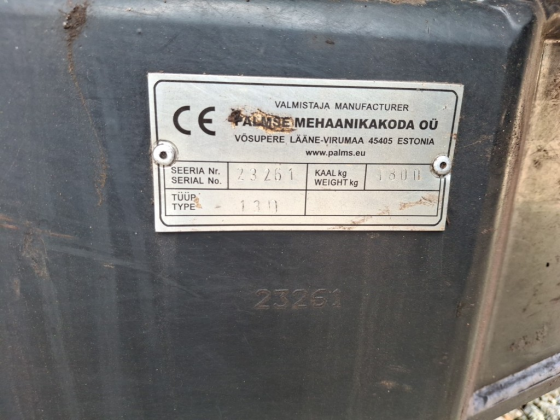 VALMISTAJA MANUFACTURER
CE PALMSE MEHAANIKAKODA OÜ
VÕSUPERE LÄÄNE-VIRUMAA 45405 ESTONIA
www.palms.eu
SEERIA Nr. SERIAL No. 23261 KAAL kg WEIGHT kg 1800
TÜÜP TYPE
23261